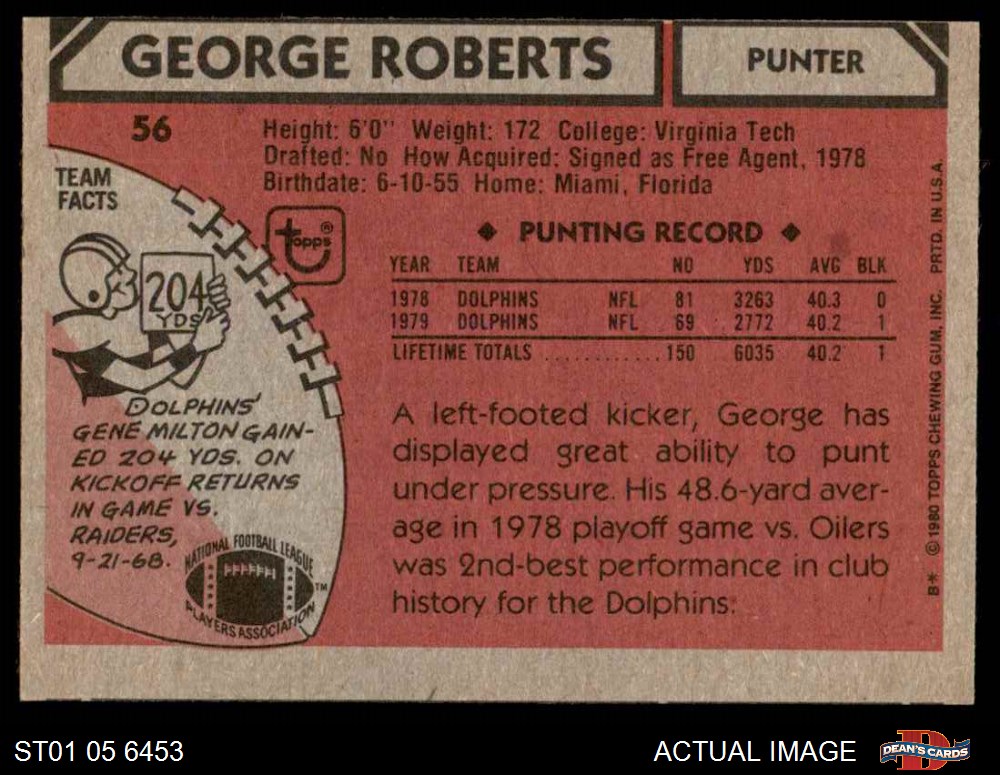 GEORGE ROBERTS
PUNTER
56
Height: 6'0" Weight: 172 College: Virginia Tech
Drafted: No How Acquired: Signed as Free Agent, 1978
Birthdate: 6-10-55 Home: Miami, Florida
TEAM
FACTS
topps®
204
YDS
◆ PUNTING RECORD ◆
YEAR TEAM NO YDS AVG BLK
1978 DOLPHINS NFL 81 3263 40.3 0
1979 DOLPHINS NFL 69 2772 40.2 1
LIFETIME TOTALS ............ 150 6035 40.2 1
DOLPHINS'
GENE MILTON GAIN-
ED 204 YDS. ON
KICKOFF RETURNS
IN GAME VS.
RAIDERS,
9-21-68.
NATIONAL FOOTBALL LEAGUE
PLAYERS ASSOCIATION
TM
A left-footed kicker, George has
displayed great ability to punt
under pressure. His 48.6-yard aver-
age in 1978 playoff game vs. Oilers
was 2nd-best performance in club
history for the Dolphins.
B* © 1980 TOPPS CHEWING GUM, INC. PRTD. IN U.S.A.
ST01 05 6453
ACTUAL IMAGE
D
DEAN'S CARDS